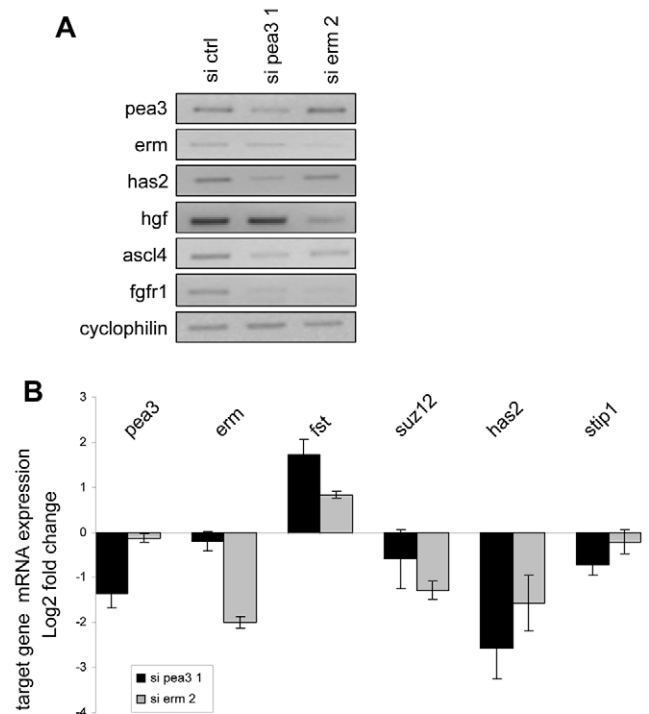 A
si ctrl
si pea3 1
si erm 2
pea3
erm
has2
hgf
ascl4
fgfr1
cyclophilin
B
target gene mRNA expression
Log2 fold change
3
2
1
0
-1
-2
-3
-4
pea3
erm
fst
suz12
has2
stip1
si pea3 1
si erm 2